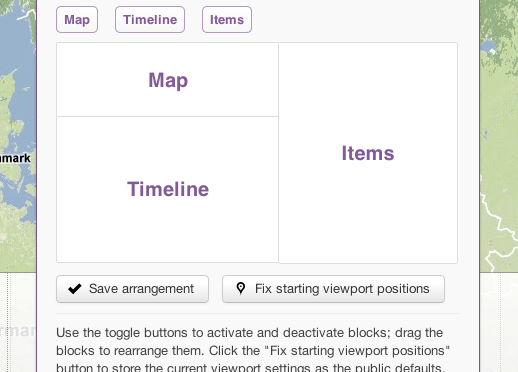 Map Timeline Items
Map
Items
Timeline
Save arrangement Fix starting viewport positions
Use the toggle buttons to activate and deactivate blocks; drag the
blocks to rearrange them. Click the "Fix starting viewport positions"
button to store the current viewport settings as the public defaults.
nmark
rmar